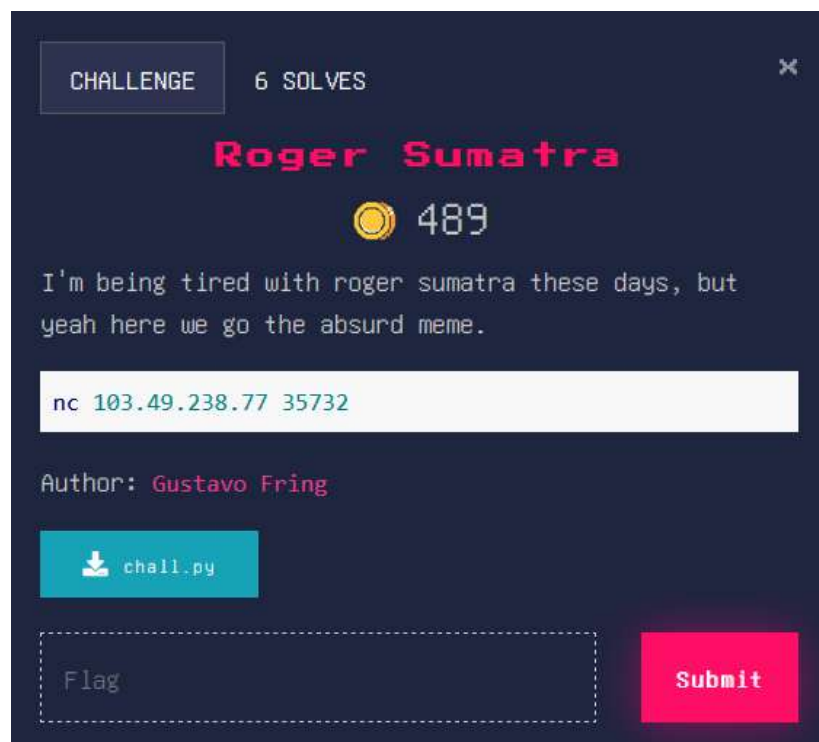 CHALLENGE 6 SOLVES ×
Roger Sumatra
489
I'm being tired with roger sumatra these days, but
yeah here we go the absurd meme.
nc 103.49.238.77 35732
Author: Gustavo Fring
chall.py
Flag
Submit